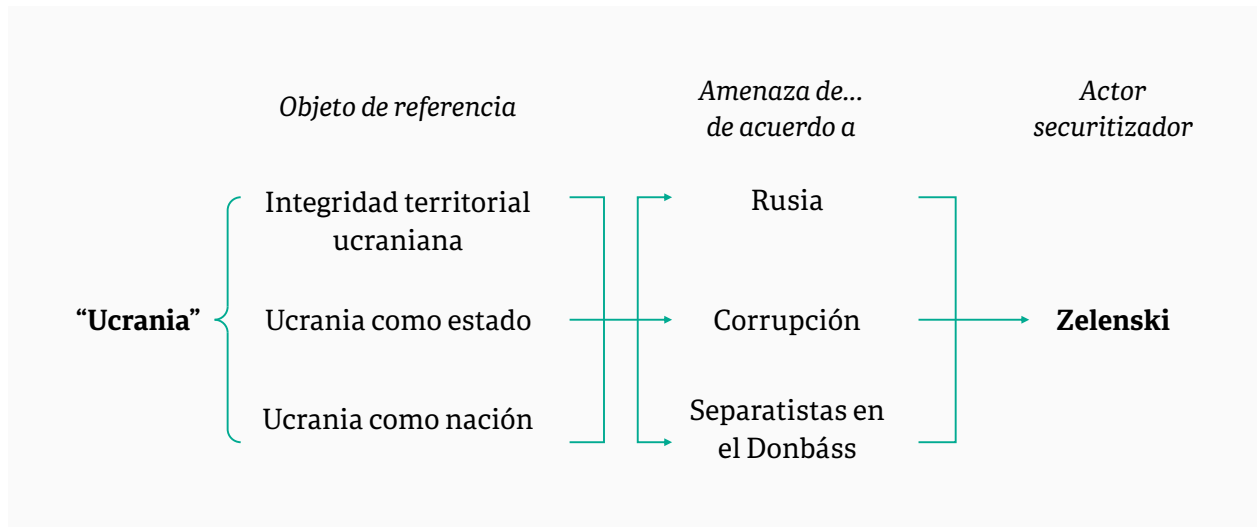 Objeto de referencia
Amenaza de...
de acuerdo a
Actor
securitizador
Integridad territorial
ucraniana
Rusia
“Ucrania”
Ucrania como estado
Corrupción
Zelenski
Ucrania como nación
Separatistas en
el Donbáss